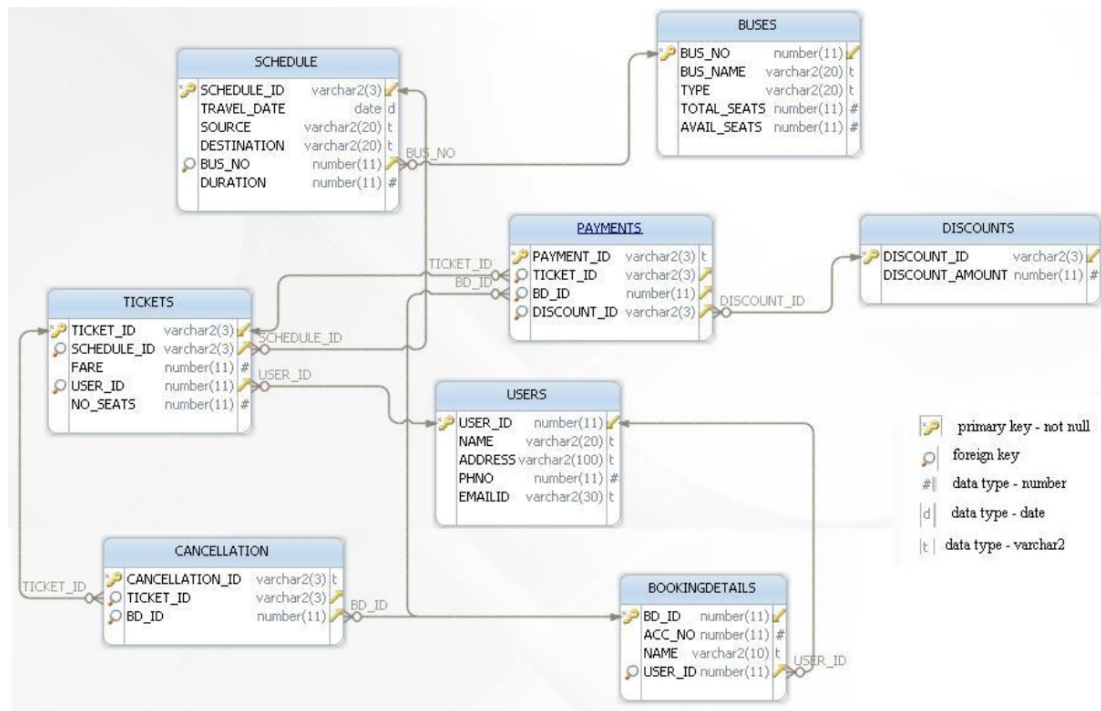 BUSES
BUS_NO number(11)
BUS_NAME varchar2(20) t
TYPE varchar2(20) t
TOTAL_SEATS number(11) #
AVAIL_SEATS number(11) #
SCHEDULE
SCHEDULE_ID varchar2(3)
TRAVEL_DATE date d
SOURCE varchar2(20) t
DESTINATION varchar2(20) t
BUS_NO number(11)
DURATION number(11) #
BUS_NO
PAYMENTS
PAYMENT_ID varchar2(3) t
TICKET_ID varchar2(3)
BD_ID number(11)
DISCOUNT_ID varchar2(3)
TICKET_ID
BD_ID
DISCOUNT_ID
DISCOUNTS
DISCOUNT_ID varchar2(3)
DISCOUNT_AMOUNT number(11) #
TICKETS
TICKET_ID varchar2(3)
SCHEDULE_ID varchar2(3)
FARE number(11) #
USER_ID number(11)
NO_SEATS number(11) #
SCHEDULE_ID
USER_ID
USERS
USER_ID number(11)
NAME varchar2(20) t
ADDRESS varchar2(100) t
PHNO number(11) #
EMAILID varchar2(30) t
primary key - not null
foreign key
# data type - number
d data type - date
t data type - varchar2
CANCELLATION
CANCELLATION_ID varchar2(3) t
TICKET_ID varchar2(3)
BD_ID number(11)
TICKET_ID
BD_ID
BOOKINGDETAILS
BD_ID number(11)
ACC_NO number(11) #
NAME varchar2(10) t
USER_ID number(11)
USER_ID